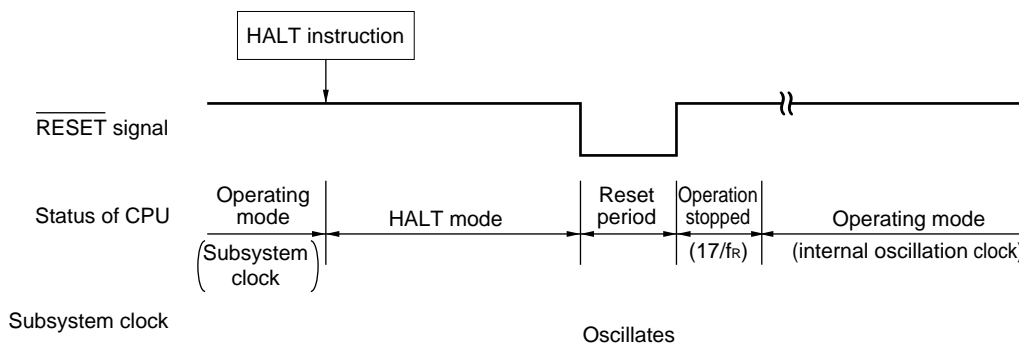 HALT instruction
RESET signal
Status of CPU
Operating
mode
(Subsystem
clock)
HALT mode
Reset
period
Operation
stopped
(17/fR)
Operating mode
(internal oscillation clock)
Subsystem clock
Oscillates